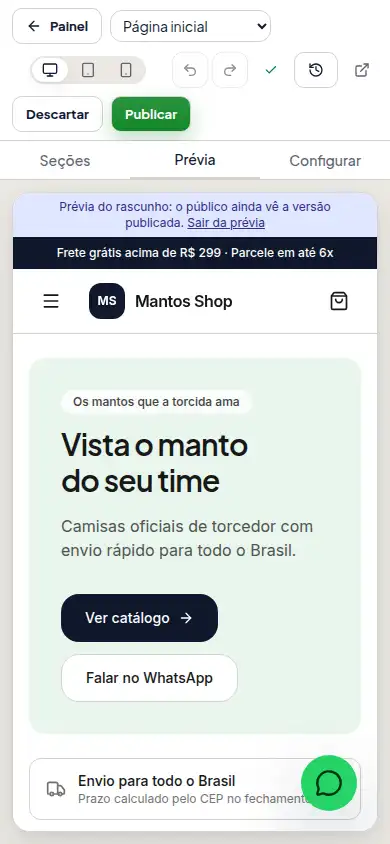 Painel
Página inicial
Descartar
Publicar
Seções
Prévia
Configurar
Prévia do rascunho: o público ainda vê a versão
publicada. Sair da prévia
Frete grátis acima de R$ 299 · Parcele em até 6x
MS
Mantos Shop
Os mantos que a torcida ama
Vista o manto
do seu time
Camisas oficiais de torcedor com
envio rápido para todo o Brasil.
Ver catálogo
Falar no WhatsApp
Envio para todo o Brasil
Prazo calculado pelo CEP no fechament